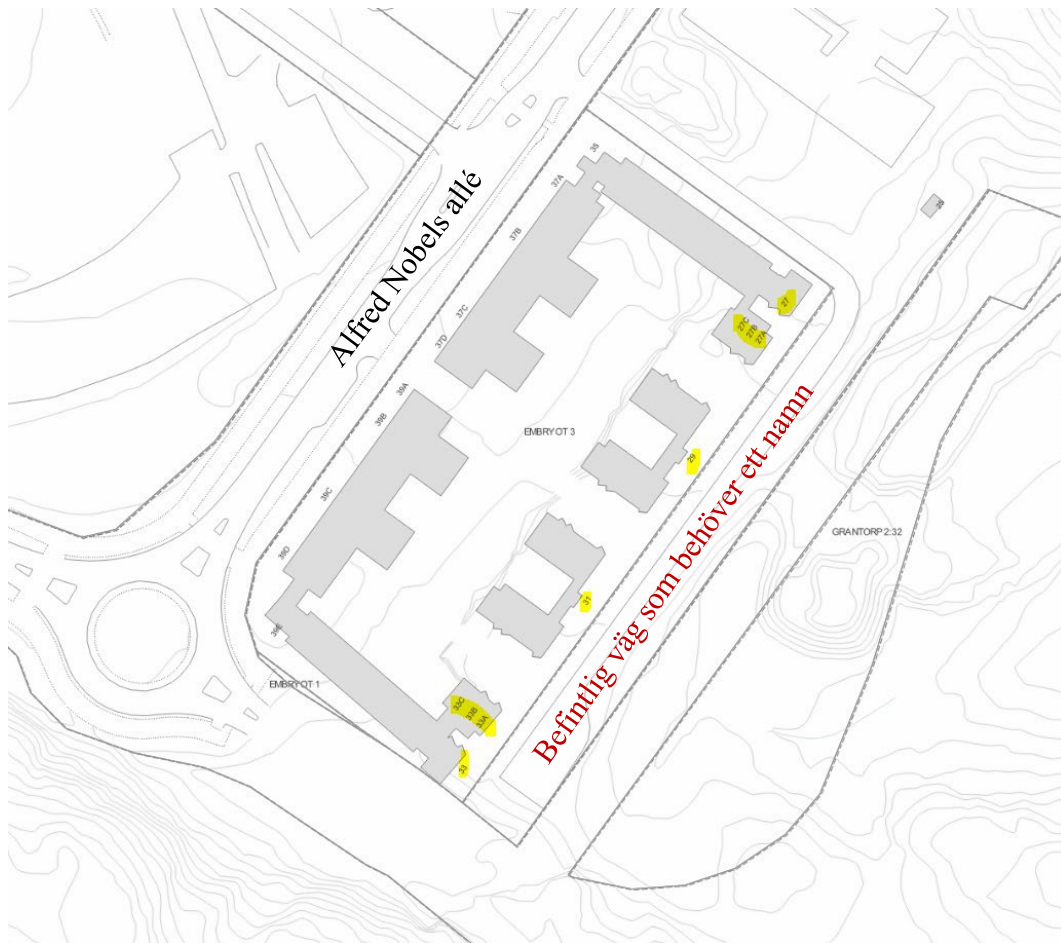 Alfred Nobels allé
35
37A
37B
37C
37D
39A
39B
39C
39D
39E
27
27C
27B
27A
29
31
33C
33B
33A
33
EMBRYOT 3
EMBRYOT 1
GRANTORP 2:32
Befintlig väg som behöver ett namn